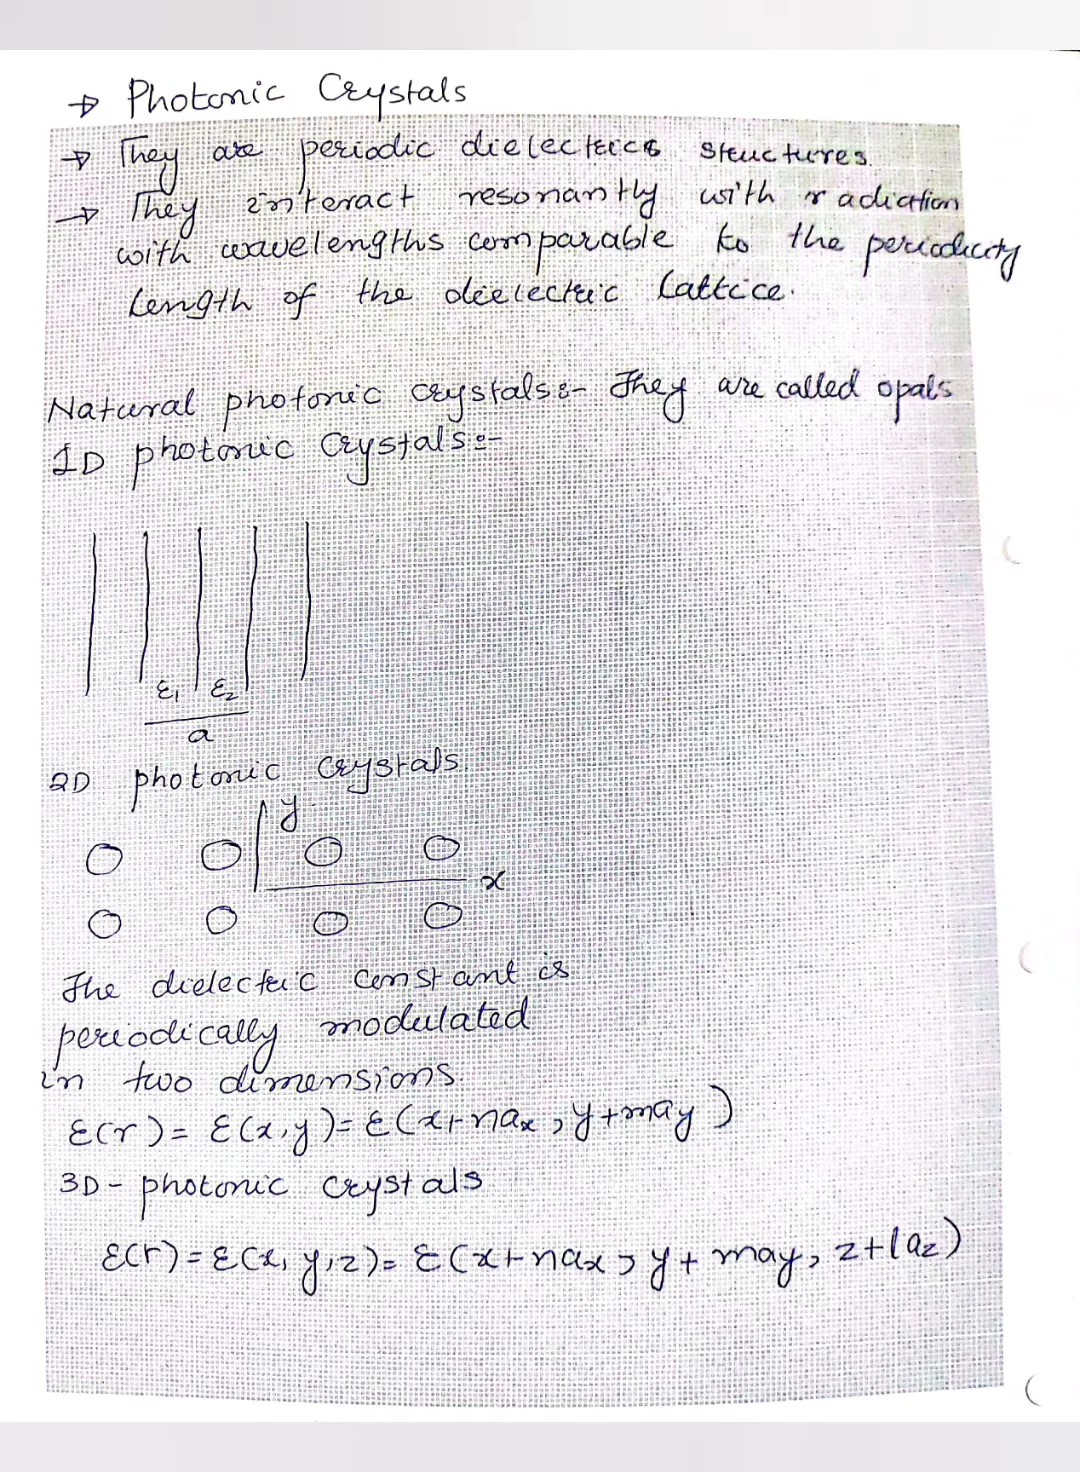 → Photonic Crystals
→ They are periodic dielectrics structures.
→ They interact resonantly with radiation
with wavelengths comparable to the periodicity
length of the dielectric lattice.
Natural photonic crystals:- They are called opals
1D photonic Crystals:-
ε₁ ε₂
a
2D photonic crystals.
y
x
The dielectric constant is
periodically modulated
in two dimensions.
ε(r) = ε(x,y) = ε(x+naₓ, y+may)
3D - photonic crystals
ε(r) = ε(x, y, z) = ε(x+naₓ, y+may, z+laz)